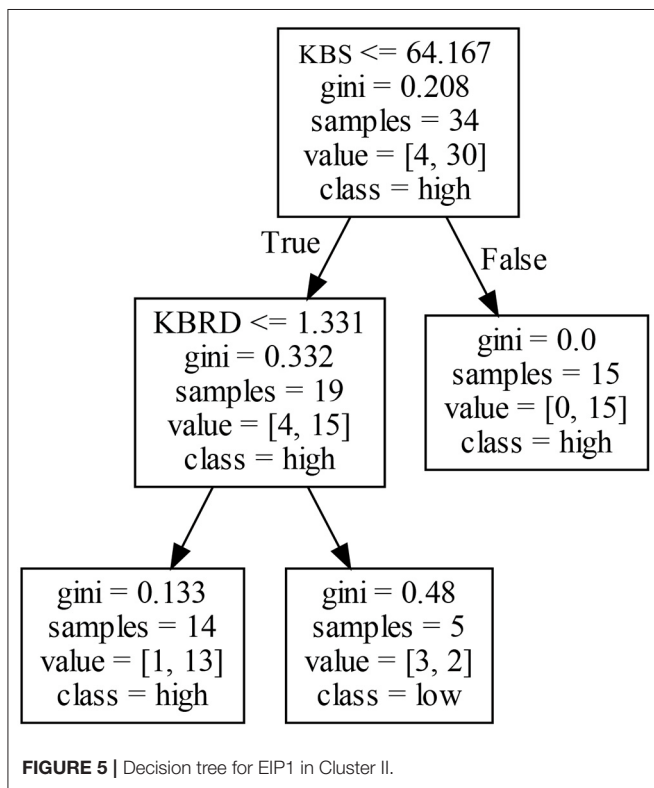 KBS <= 64.167
gini = 0.208
samples = 34
value = [4, 30]
class = high
True
False
KBRD <= 1.331
gini = 0.332
samples = 19
value = [4, 15]
class = high
gini = 0.0
samples = 15
value = [0, 15]
class = high
gini = 0.133
samples = 14
value = [1, 13]
class = high
gini = 0.48
samples = 5
value = [3, 2]
class = low
FIGURE 5 | Decision tree for EIP1 in Cluster II.